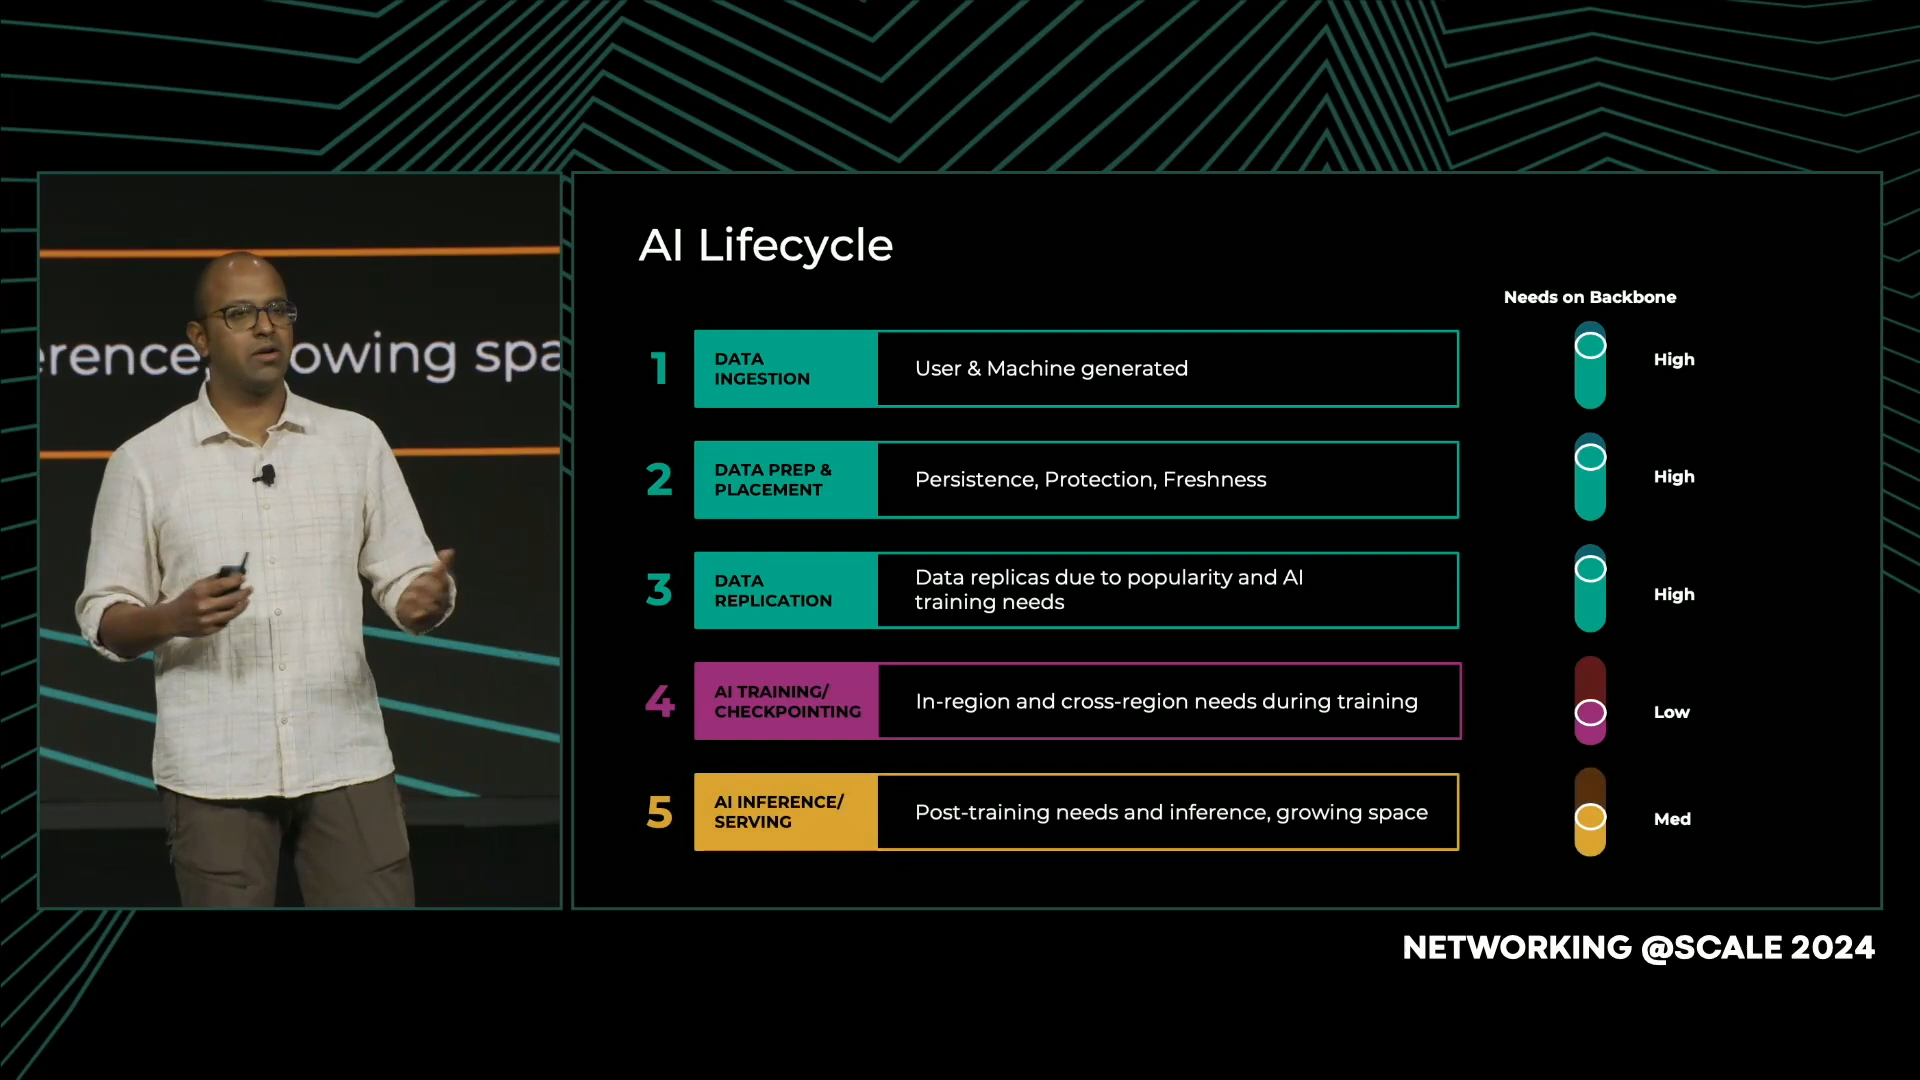 erence, owing spa
AI Lifecycle
Needs on Backbone
1
DATA
INGESTION
User & Machine generated
High
2
DATA PREP &
PLACEMENT
Persistence, Protection, Freshness
High
3
DATA
REPLICATION
Data replicas due to popularity and AI
training needs
High
4
AI TRAINING/
CHECKPOINTING
In-region and cross-region needs during training
Low
5
AI INFERENCE/
SERVING
Post-training needs and inference, growing space
Med
NETWORKING @SCALE 2024